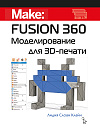 Make:
FUSION 360
Моделирование
для 3D-печати
Лидия Слоун Клайн